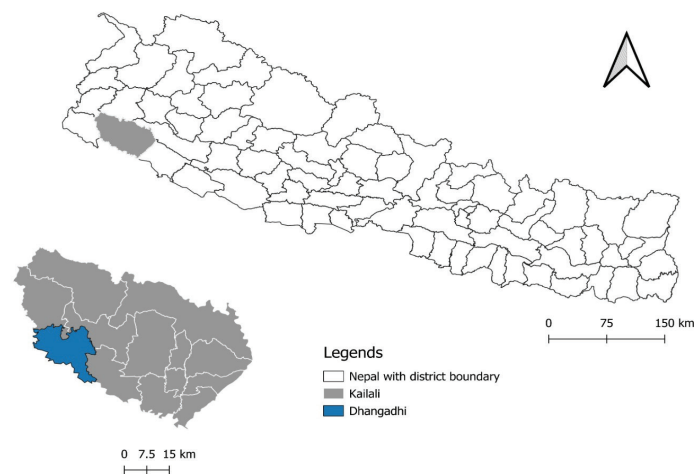 0 75 150 km
Legends
Nepal with district boundary
Kailali
Dhangadhi
0 7.5 15 km